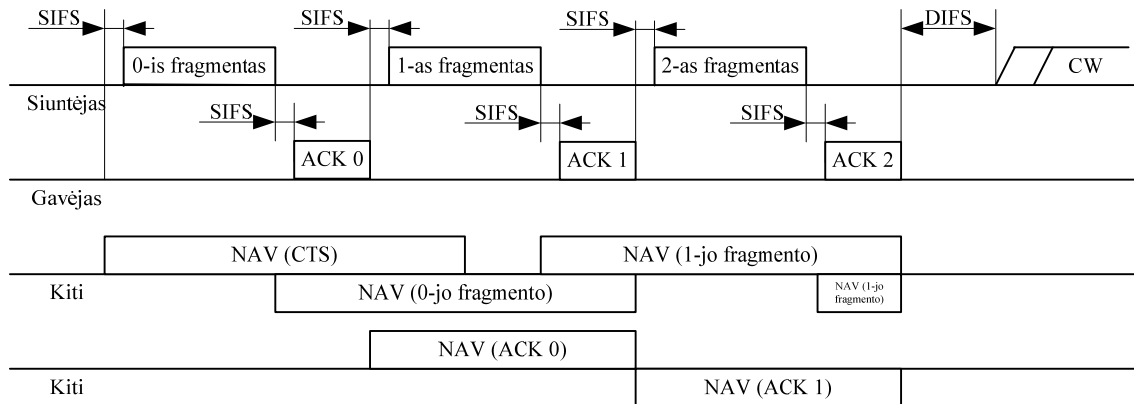 SIFS SIFS SIFS DIFS
0-is fragmentas 1-as fragmentas 2-as fragmentas CW
Siuntėjas
SIFS SIFS SIFS
ACK 0 ACK 1 ACK 2
Gavėjas
NAV (CTS) NAV (1-jo fragmento)
Kiti NAV (0-jo fragmento) NAV (1-jo
fragmento)
NAV (ACK 0)
Kiti NAV (ACK 1)